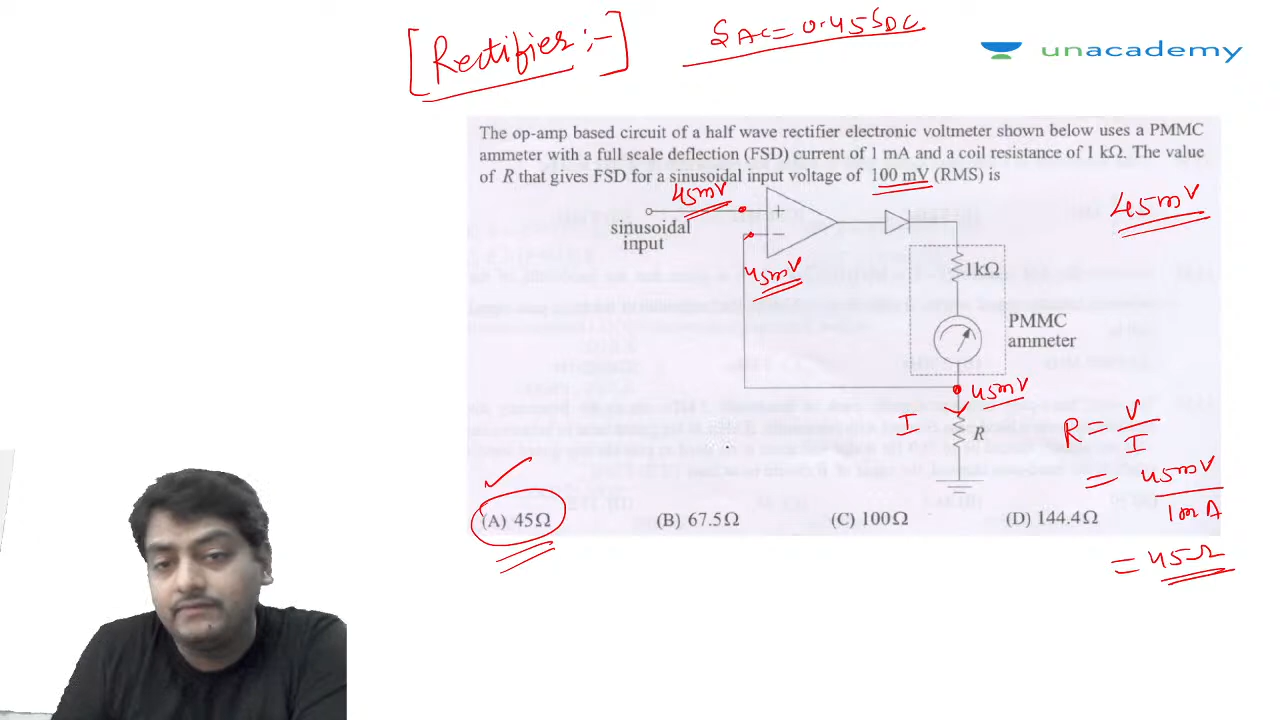 [Rectifier :-]
SAC = 0.45 SDC
unacademy
The op-amp based circuit of a half wave rectifier electronic voltmeter shown below uses a PMMC
ammeter with a full scale deflection (FSD) current of 1 mA and a coil resistance of 1 kΩ. The value
of R that gives FSD for a sinusoidal input voltage of 100 mV (RMS) is
45mV
45mV
+
sinusoidal
input
−
45mV
1kΩ
PMMC
ammeter
45mV
I
R
R = V/I
= 45mV/1mA
= 45Ω
(A) 45Ω (B) 67.5Ω (C) 100Ω (D) 144.4Ω